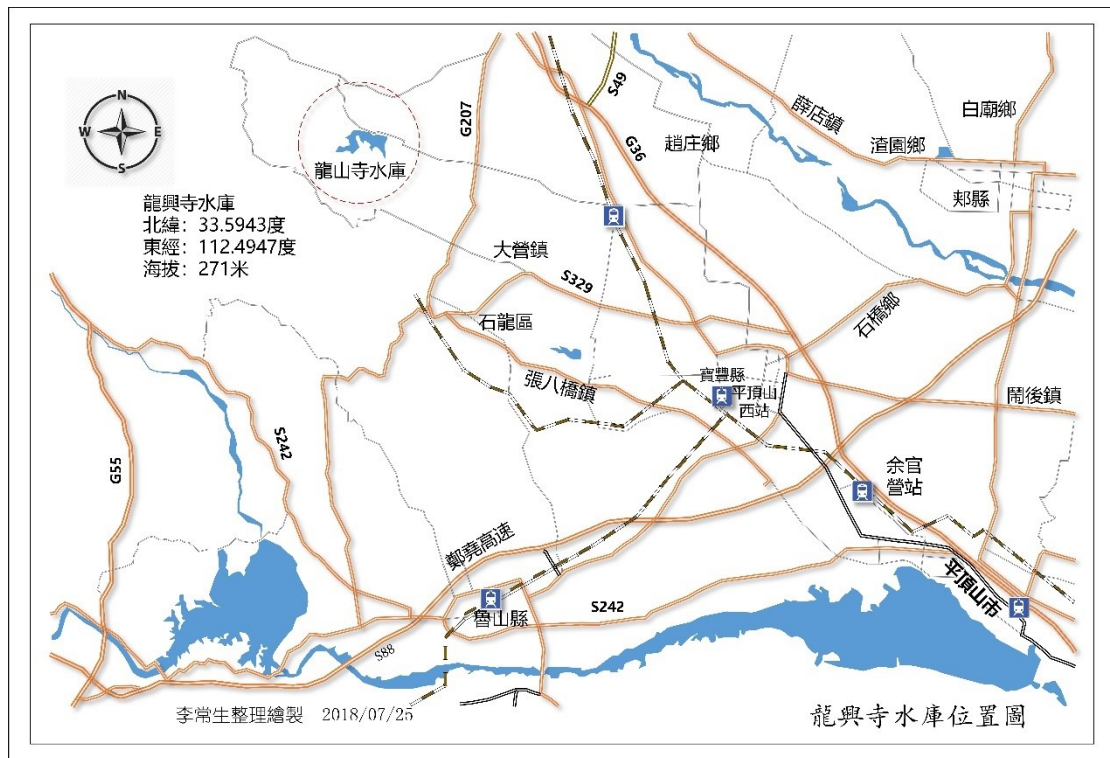 N
W
E
S
龍山寺水庫
龍興寺水庫
北緯：33.5943度
東經：112.4947度
海拔：271米
G207
S49
G36
趙庄鄉
薛店鎮
白廟鄉
渣園鄉
郟縣
大營鎮
S329
石龍區
石橋鄉
張八橋鎮
寶豐縣
平頂山
西站
鬧後鎮
S242
G55
余官
營站
鄭堯高速
平頂山市
魯山縣
S242
S88
李常生整理繪製 2018/07/25
龍興寺水庫位置圖